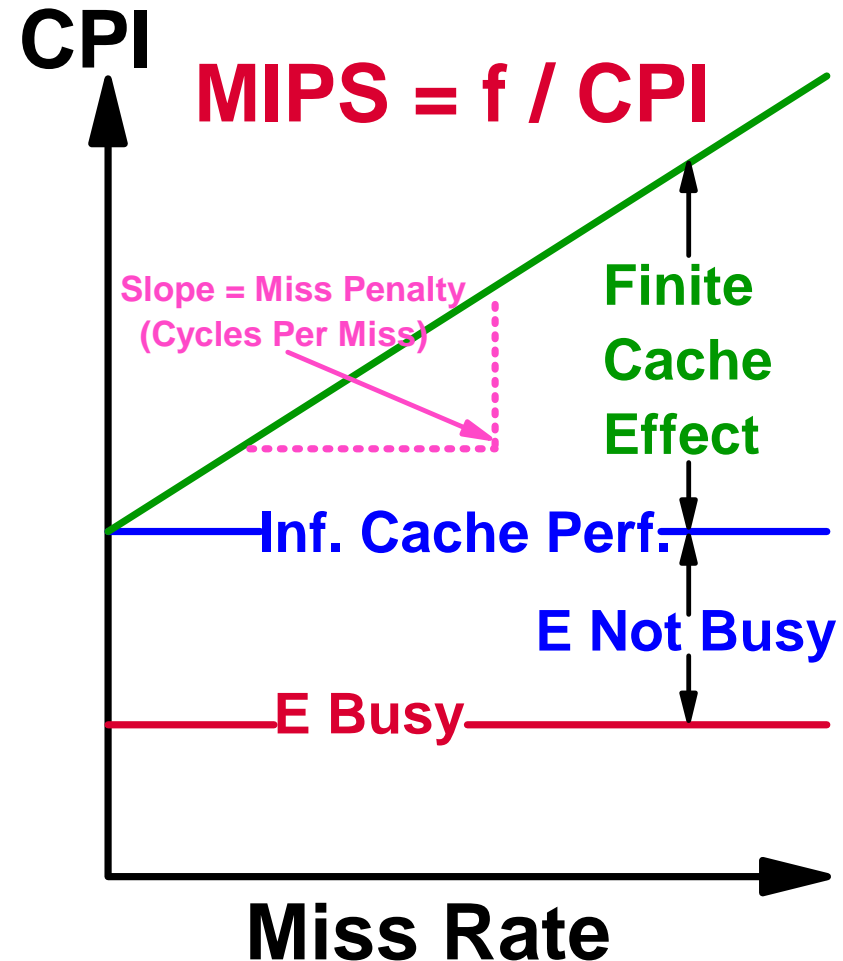 CPI
MIPS = f / CPI
Slope = Miss Penalty
(Cycles Per Miss)
Finite
Cache
Effect
Inf. Cache Perf.
E Not Busy
E Busy
Miss Rate